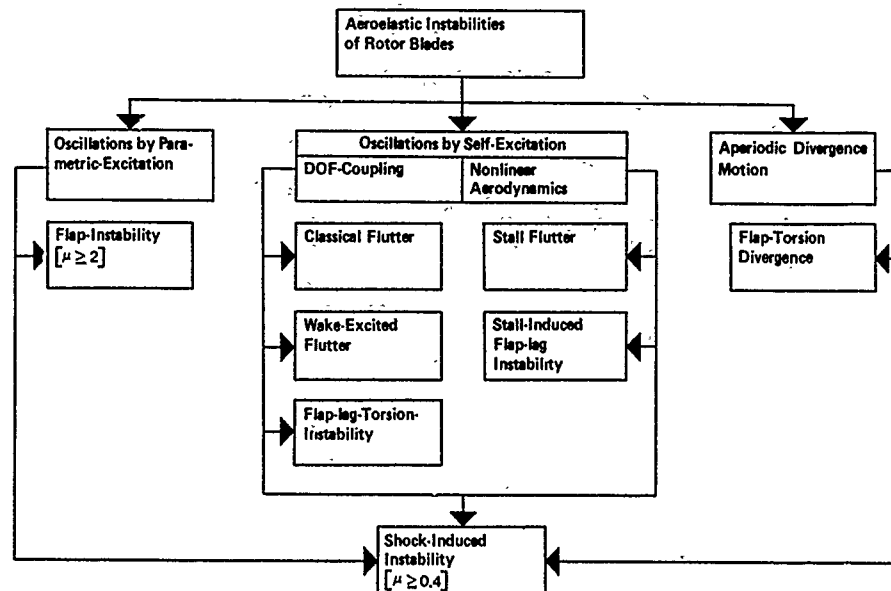 Aeroelastic Instabilities
of Rotor Blades
Oscillations by Para-
metric-Excitation
Oscillations by Self-Excitation
DOF-Coupling
Nonlinear
Aerodynamics
Aperiodic Divergence
Motion
Flap-Instability
[μ ≥ 2]
Classical Flutter
Stall Flutter
Flap-Torsion
Divergence
Wake-Excited
Flutter
Stall-Induced
Flap-lag
Instability
Flap-lag-Torsion-
Instability
Shock-Induced
Instability
[μ ≥ 0.4]